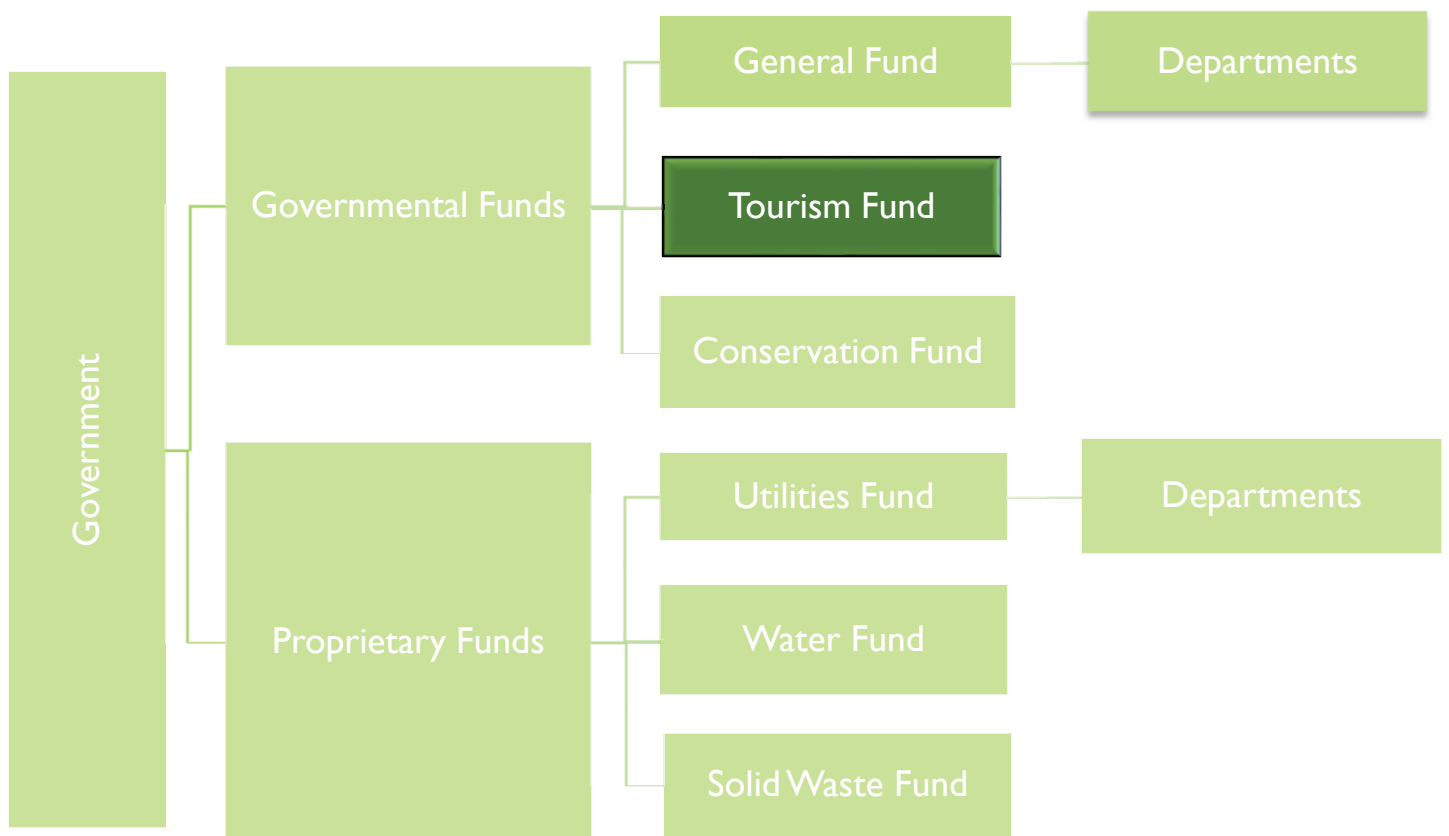 Government
Governmental Funds
General Fund
Departments
Tourism Fund
Conservation Fund
Proprietary Funds
Utilities Fund
Departments
Water Fund
Solid Waste Fund